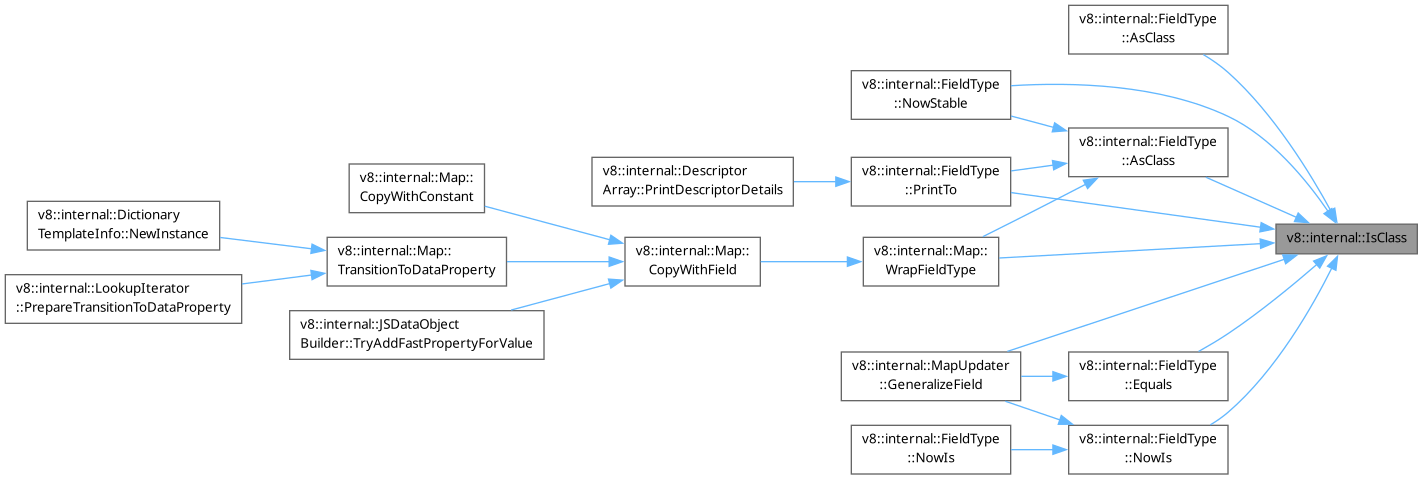 v8::internal::FieldType
::AsClass
v8::internal::FieldType
::NowStable
v8::internal::FieldType
::AsClass
v8::internal::Descriptor
Array::PrintDescriptorDetails
v8::internal::FieldType
::PrintTo
v8::internal::Map::
CopyWithConstant
v8::internal::Dictionary
TemplateInfo::NewInstance
v8::internal::Map::
TransitionToDataProperty
v8::internal::Map::
CopyWithField
v8::internal::Map::
WrapFieldType
v8::internal::IsClass
v8::internal::LookupIterator
::PrepareTransitionToDataProperty
v8::internal::JSDataObject
Builder::TryAddFastPropertyForValue
v8::internal::MapUpdater
::GeneralizeField
v8::internal::FieldType
::Equals
v8::internal::FieldType
::NowIs
v8::internal::FieldType
::NowIs